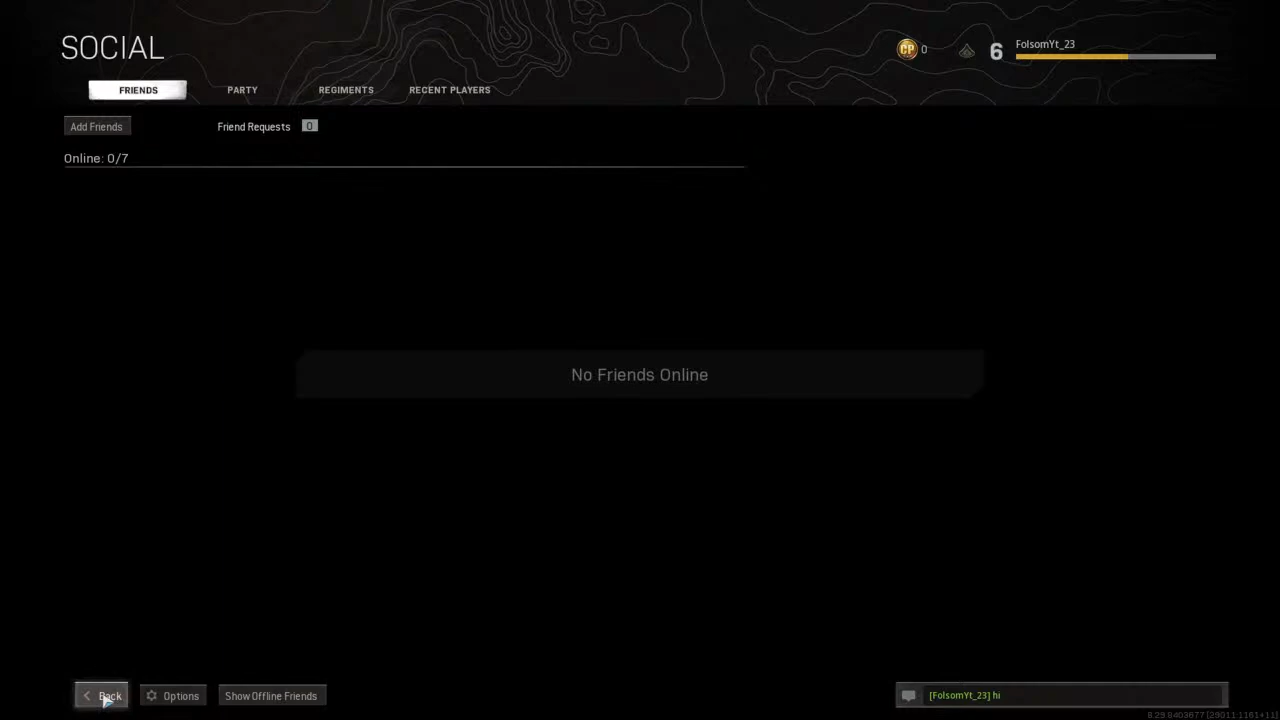 SOCIAL
CP 0
6
FolsomYt_23
FRIENDS PARTY REGIMENTS RECENT PLAYERS
Add Friends Friend Requests 0
Online: 0/7
No Friends Online
Back Options Show Offline Friends
[FolsomYt_23] hi